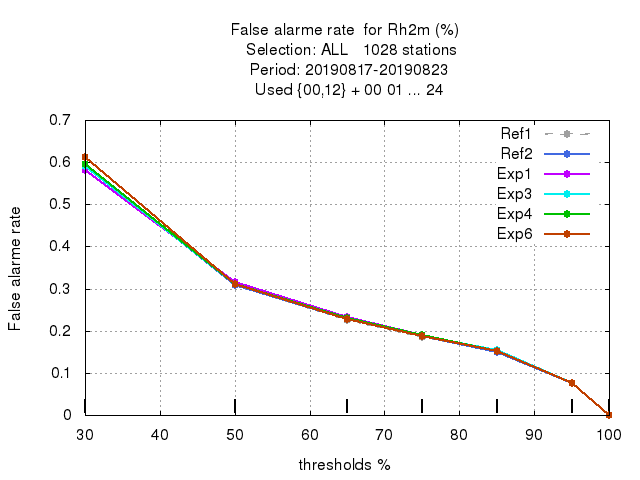 False alarme rate  for Rh2m (%)
Selection: ALL   1028 stations
Period: 20190817-20190823
Used {00,12} + 00 01 ... 24
0.7
0.6
0.5
0.4
0.3
0.2
0.1
0
False alarme rate
Ref1
Ref2
Exp1
Exp3
Exp4
Exp6
30 40 50 60 70 80 90 100
thresholds %